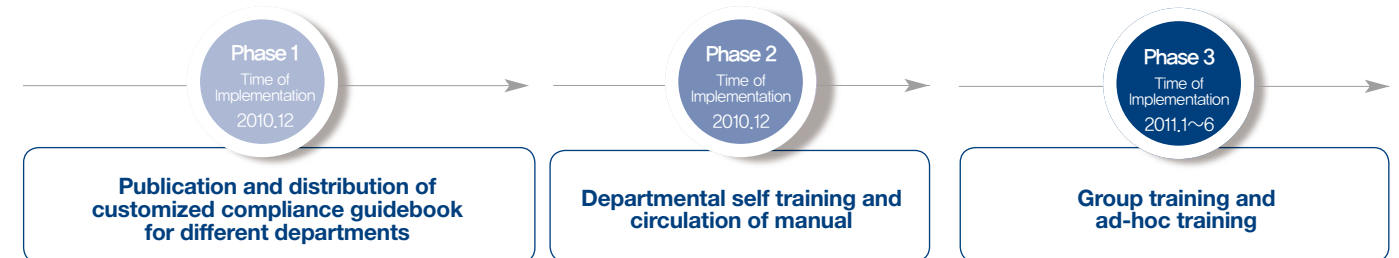 Phase 1
Time of
Implementation
2010.12
Publication and distribution of
customized compliance guidebook
for different departments
Phase 2
Time of
Implementation
2010.12
Departmental self training and
circulation of manual
Phase 3
Time of
Implementation
2011.1~6
Group training and
ad-hoc training